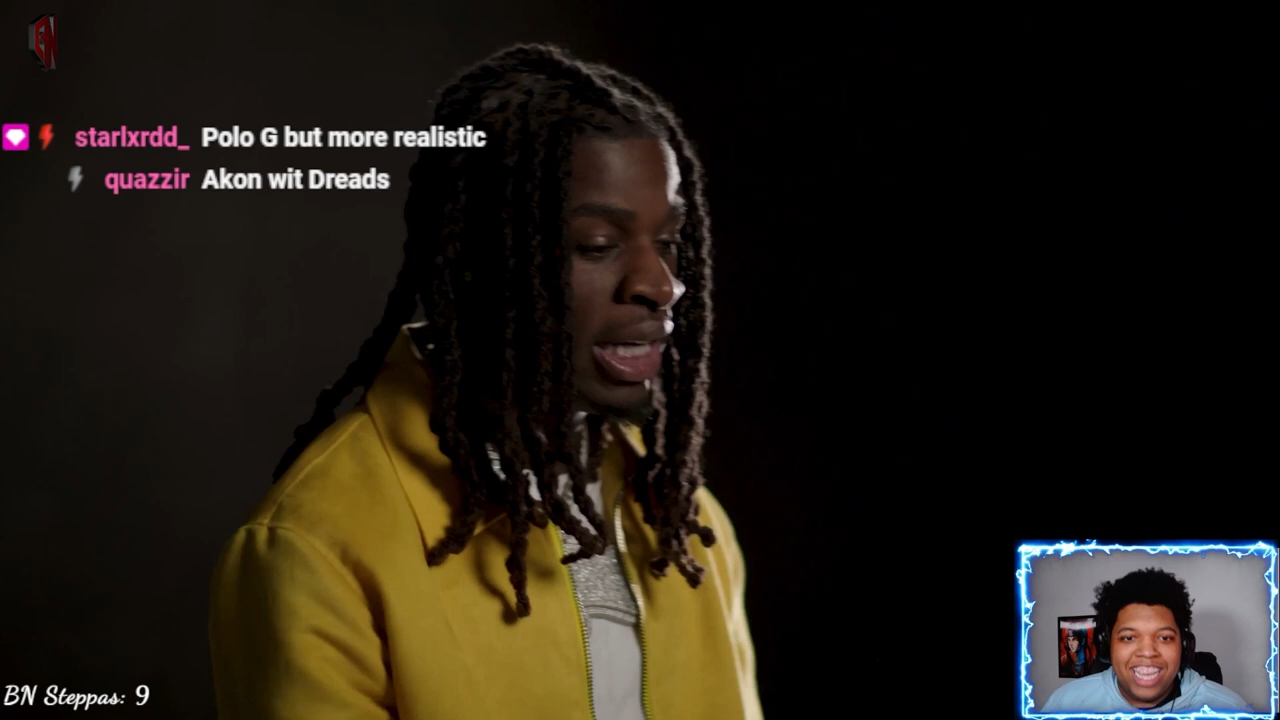 starlxrdd_ Polo G but more realistic
quazzir Akon wit Dreads
BN Steppas: 9